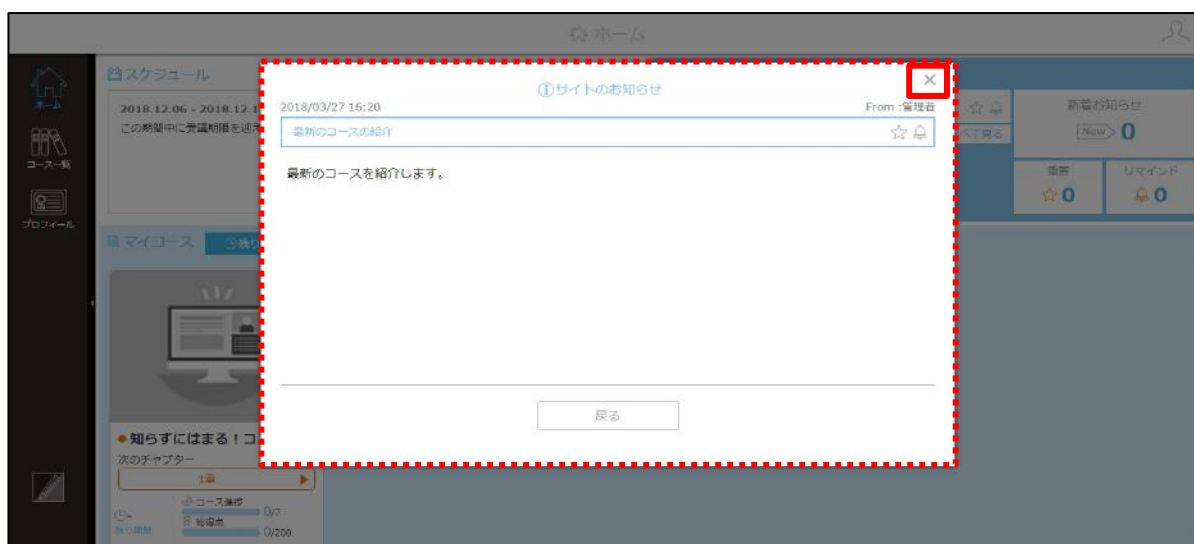 ホーム
ホーム
コース一覧
プロフィール
スケジュール
2018.12.06 - 2018.12.1
この期間中に受講期限を迎え
マイコース
残り
知らずにはまる！コ
次のチャプター
1章
コース進捗
0/7
総得点
0/200
残り期間
サイトのお知らせ
×
2018/03/27 16:20
From :管理者
最新のコースの紹介
最新のコースを紹介します。
戻る
べて見る
新着お知らせ
New
0
重要
0
リマインド
0